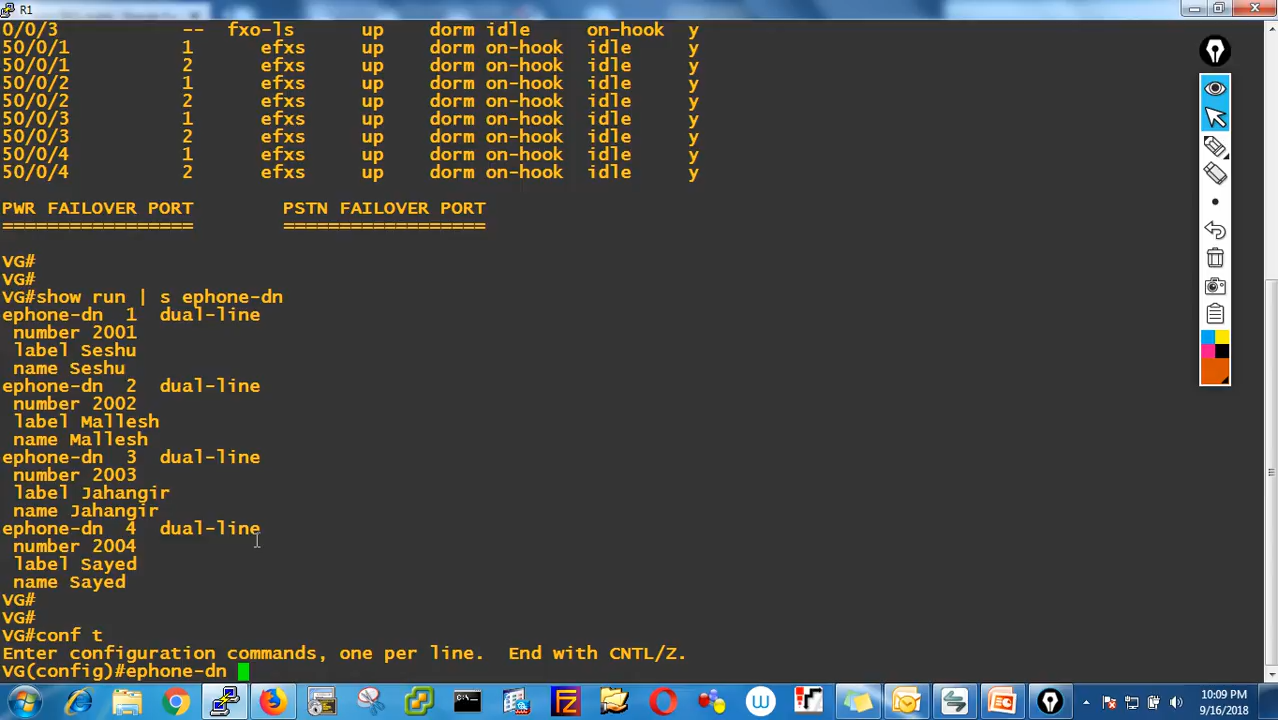 R1
0/0/3 -- fxo-ls up dorm idle on-hook y
50/0/1 1 efxs up dorm on-hook idle y
50/0/1 2 efxs up dorm on-hook idle y
50/0/2 1 efxs up dorm on-hook idle y
50/0/2 2 efxs up dorm on-hook idle y
50/0/3 1 efxs up dorm on-hook idle y
50/0/3 2 efxs up dorm on-hook idle y
50/0/4 1 efxs up dorm on-hook idle y
50/0/4 2 efxs up dorm on-hook idle y
PWR FAILOVER PORT PSTN FAILOVER PORT
================= ==================
VG#
VG#
VG#show run | s ephone-dn
ephone-dn 1 dual-line
number 2001
label Seshu
name Seshu
ephone-dn 2 dual-line
number 2002
label Mallesh
name Mallesh
ephone-dn 3 dual-line
number 2003
label Jahangir
name Jahangir
ephone-dn 4 dual-line
number 2004
label Sayed
name Sayed
VG#
VG#
VG#conf t
Enter configuration commands, one per line. End with CNTL/Z.
VG(config)#ephone-dn
10:09 PM
9/16/2018